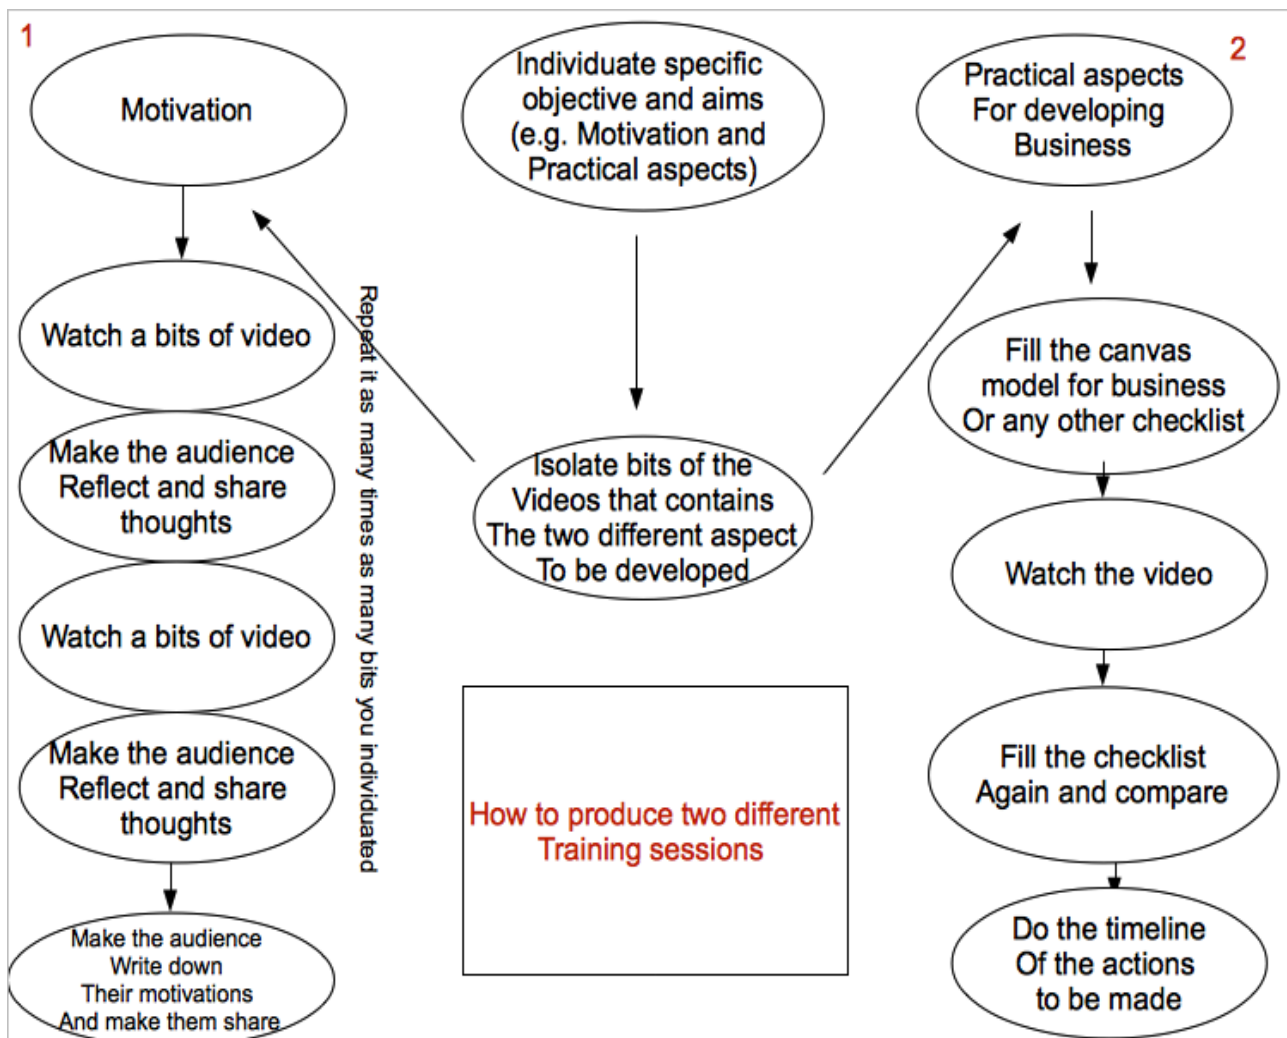 1
Motivation
Watch a bits of video
Make the audience
Reflect and share
thoughts
Watch a bits of video
Make the audience
Reflect and share
thoughts
Make the audience
Write down
Their motivations
And make them share
Repeat it as many times as many bits you individuated
Individuate specific
objective and aims
(e.g. Motivation and
Practical aspects)
Isolate bits of the
Videos that contains
The two different aspect
To be developed
How to produce two different
Training sessions
2
Practical aspects
For developing
Business
Fill the canvas
model for business
Or any other checklist
Watch the video
Fill the checklist
Again and compare
Do the timeline
Of the actions
to be made